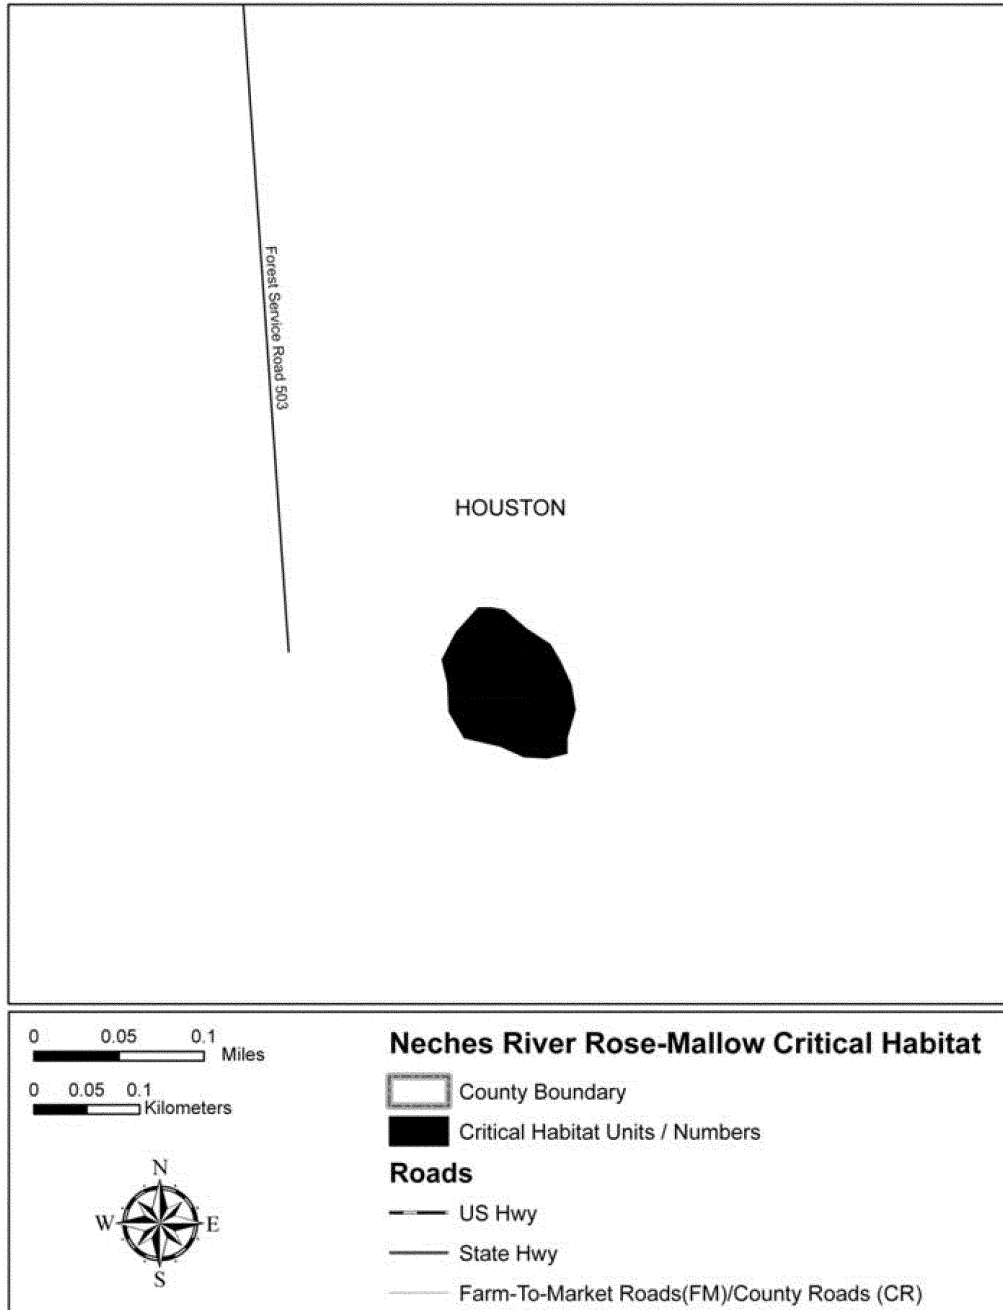 Forest Service Road 503
HOUSTON
0 0.05 0.1
Miles
0 0.05 0.1
Kilometers
N
W E
S
Neches River Rose-Mallow Critical Habitat
County Boundary
Critical Habitat Units / Numbers
Roads
US Hwy
State Hwy
Farm-To-Market Roads(FM)/County Roads (CR)